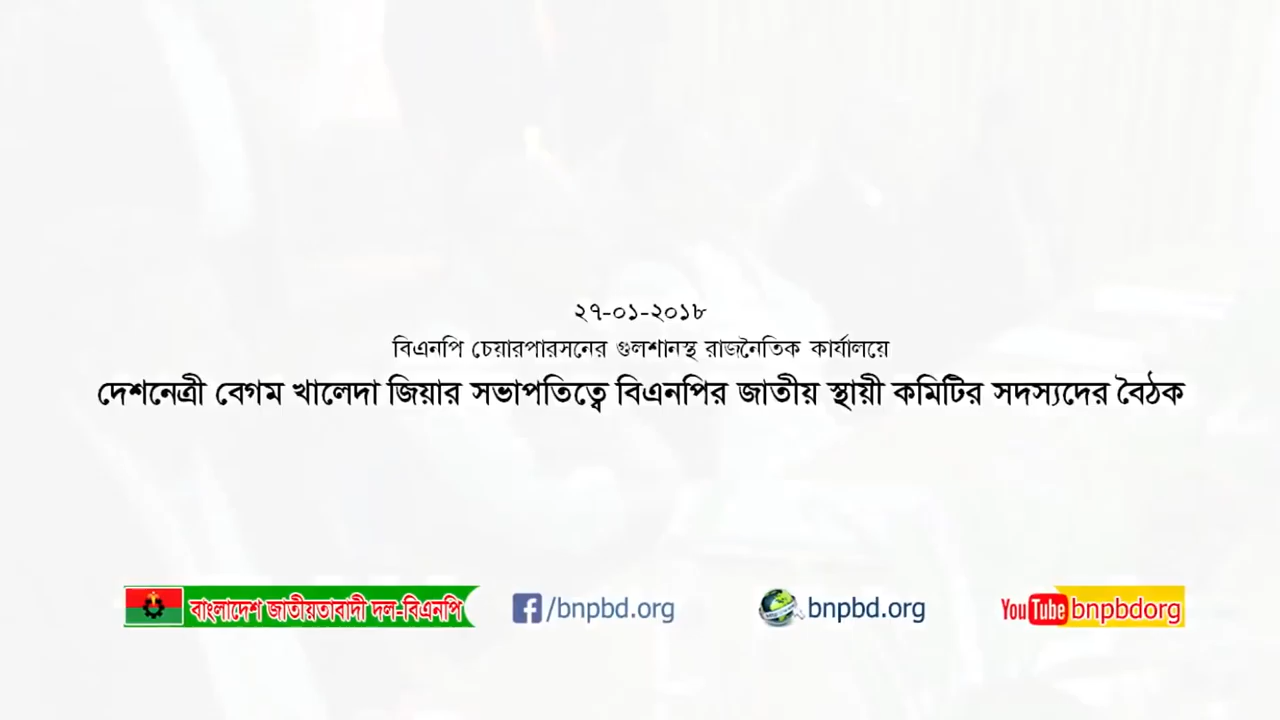 ২৭-০১-২০১৮
বিএনপি চেয়ারপারসনের গুলশানস্থ রাজনৈতিক কার্যালয়ে
দেশনেত্রী বেগম খালেদা জিয়ার সভাপতিত্বে বিএনপির জাতীয় স্থায়ী কমিটির সদস্যদের বৈঠক
বাংলাদেশ জাতীয়তাবাদী দল-বিএনপি f/bnpbd.org bnpbd.org YouTube bnpbdorg